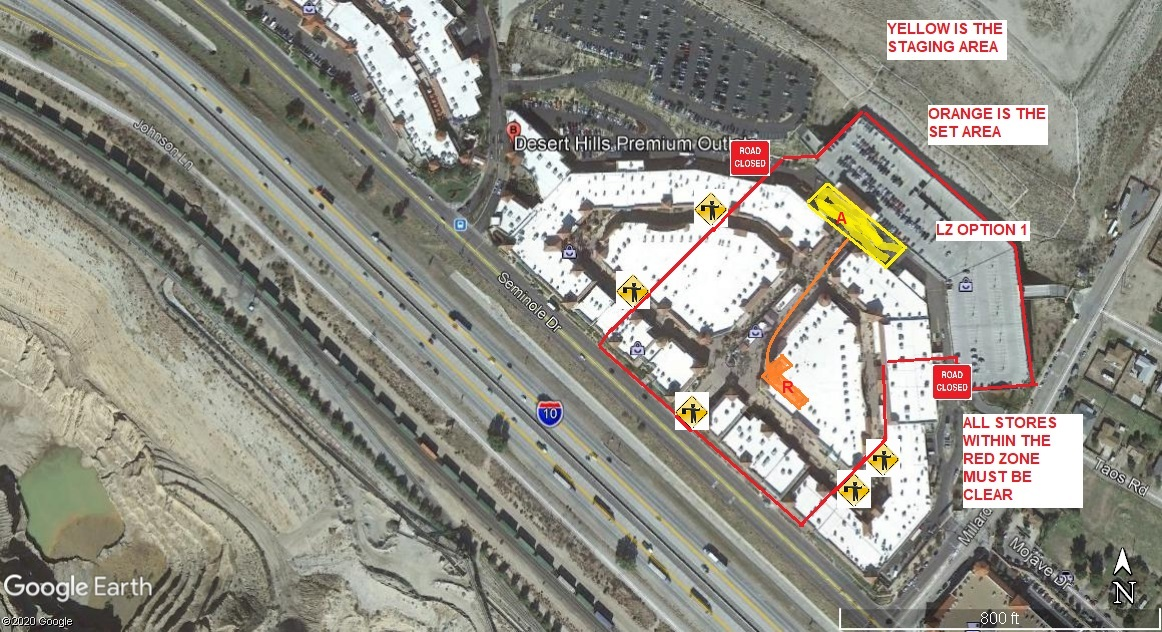 YELLOW IS THE
STAGING AREA
ORANGE IS THE
SET AREA
Johnson Ln
B
Desert Hills Premium Outl
ROAD
CLOSED
A
LZ OPTION 1
Seminole Dr
R
ROAD
CLOSED
10
ALL STORES
WITHIN THE
RED ZONE
MUST BE
CLEAR
Taos Rd
Millard
Mojave Dr
Google Earth
©2020 Google
N
800 ft